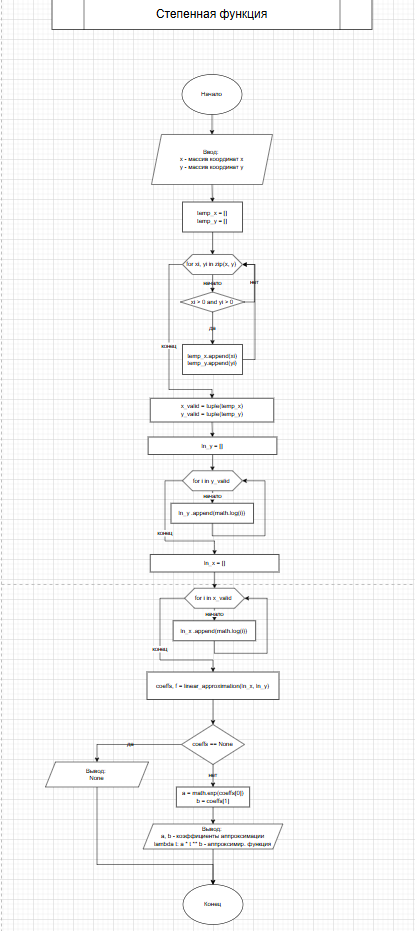 Степенная функция
Начало
Ввод:
x - массив координат x
y - массив координат y
temp_x = []
temp_y = []
for xi, yi in zip(x, y)
нет
начало
xi > 0 and yi > 0
да
конец
temp_x.append(xi)
temp_y.append(yi)
x_valid = tuple(temp_x)
y_valid = tuple(temp_y)
ln_y = []
for i in y_valid
начало
ln_y .append(math.log(i))
конец
ln_x = []
for i in x_valid
начало
ln_x .append(math.log(i))
конец
coeffs, f = linear_approximation(ln_x, ln_y)
coeffs == None
да
Вывод:
None
нет
a = math.exp(coeffs[0])
b = coeffs[1]
Вывод:
a, b - коэффициенты аппроксимации
lambda t: a * t ** b - аппроксимир. функция
Конец